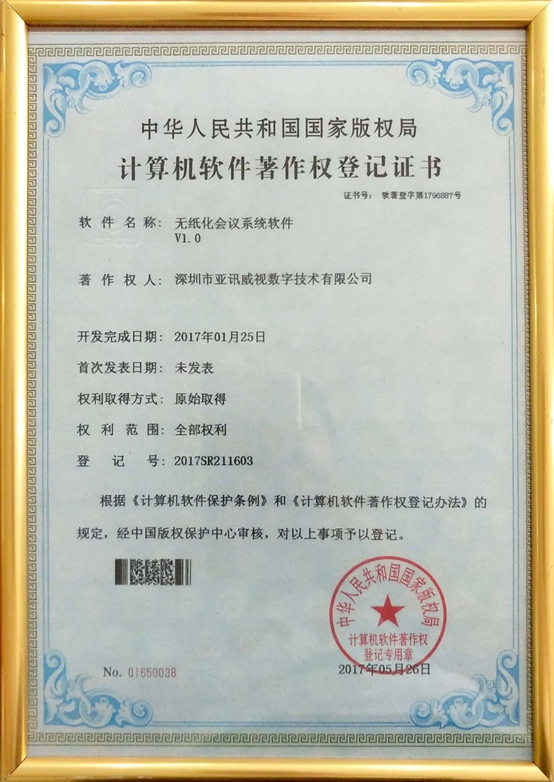 中华人民共和国国家版权局
计算机软件著作权登记证书
证书号： 软著登字第1796887号
软件名称： 无纸化会议系统软件
V1.0
著作权人： 深圳市亚讯威视数字技术有限公司
开发完成日期： 2017年01月25日
首次发表日期： 未发表
权利取得方式： 原始取得
权利范围： 全部权利
登记号： 2017SR211603
根据《计算机软件保护条例》和《计算机软件著作权登记办法》的
规定，经中国版权保护中心审核，对以上事项予以登记。
中华人民共和国国家版权局
计算机软件著作权
登记专用章
No. 01650038
2017年05月26日